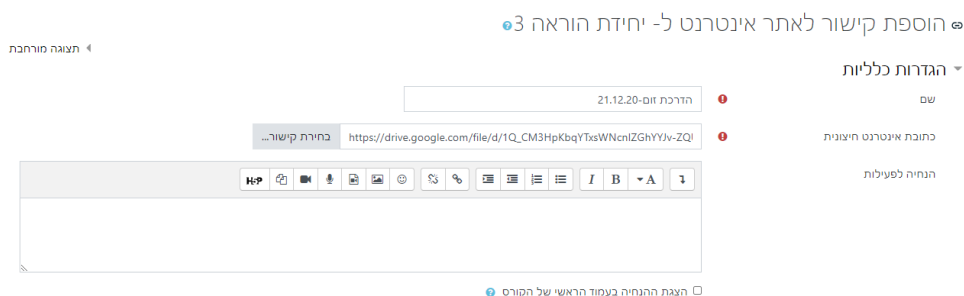 הוספת קישור לאתר אינטרנט ל- יחידת הוראה 3
תצוגה מורחבת
הגדרות כלליות
שם
הדרכת זום-21.12.20
כתובת אינטרנט חיצונית
https://drive.google.com/file/d/1Q_CM3HpKbqYTxsWNcnIZGhYYJv-ZQ!
בחירת קישור...
הנחיה לפעילות
A B I H-P
הצגת ההנחיה בעמוד הראשי של הקורס